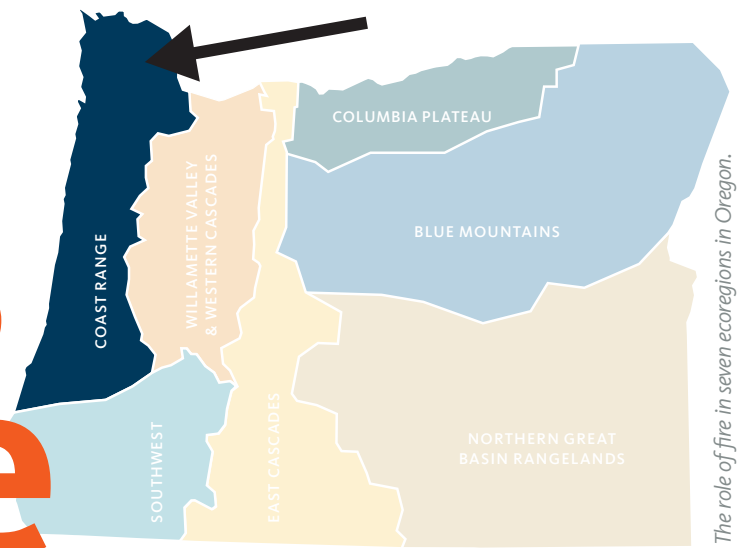 COLUMBIA PLATEAU
WILLAMETTE VALLEY
& WESTERN CASCADES
BLUE MOUNTAINS
COAST RANGE
EAST CASCADES
SOUTHWEST
NORTHERN GREAT
BASIN RANGELANDS
The role of fire in seven ecoregions in Oregon.
e